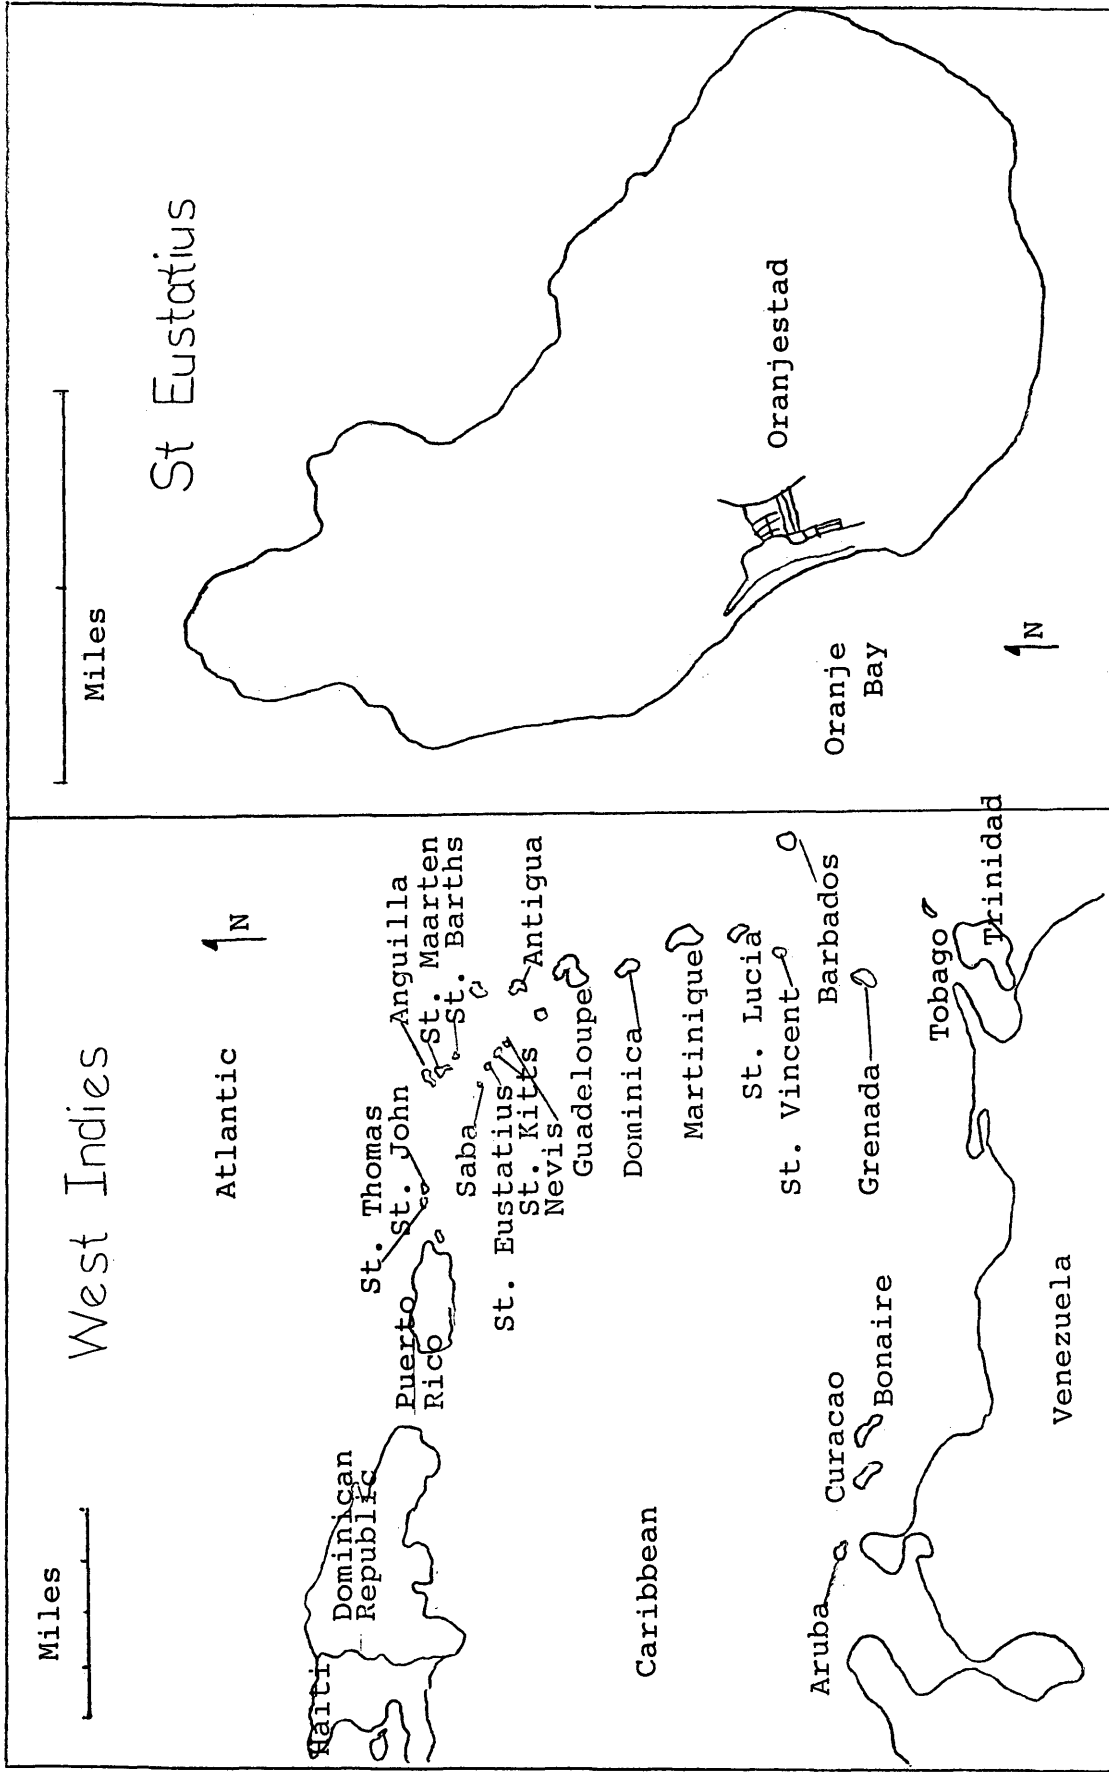 West Indies
Miles
N
Atlantic
Haiti
Dominican
Republic
Puerto
Rico
St. Thomas
St. John
Anguilla
St. Maarten
St. Barths
Saba
St. Eustatius
St. Kitts
Nevis
Antigua
Guadeloupe
Dominica
Martinique
St. Lucia
St. Vincent
Barbados
Grenada
Tobago
Trinidad
Caribbean
Aruba
Curacao
Bonaire
Venezuela
St Eustatius
Miles
Oranjestad
Oranje
Bay
N